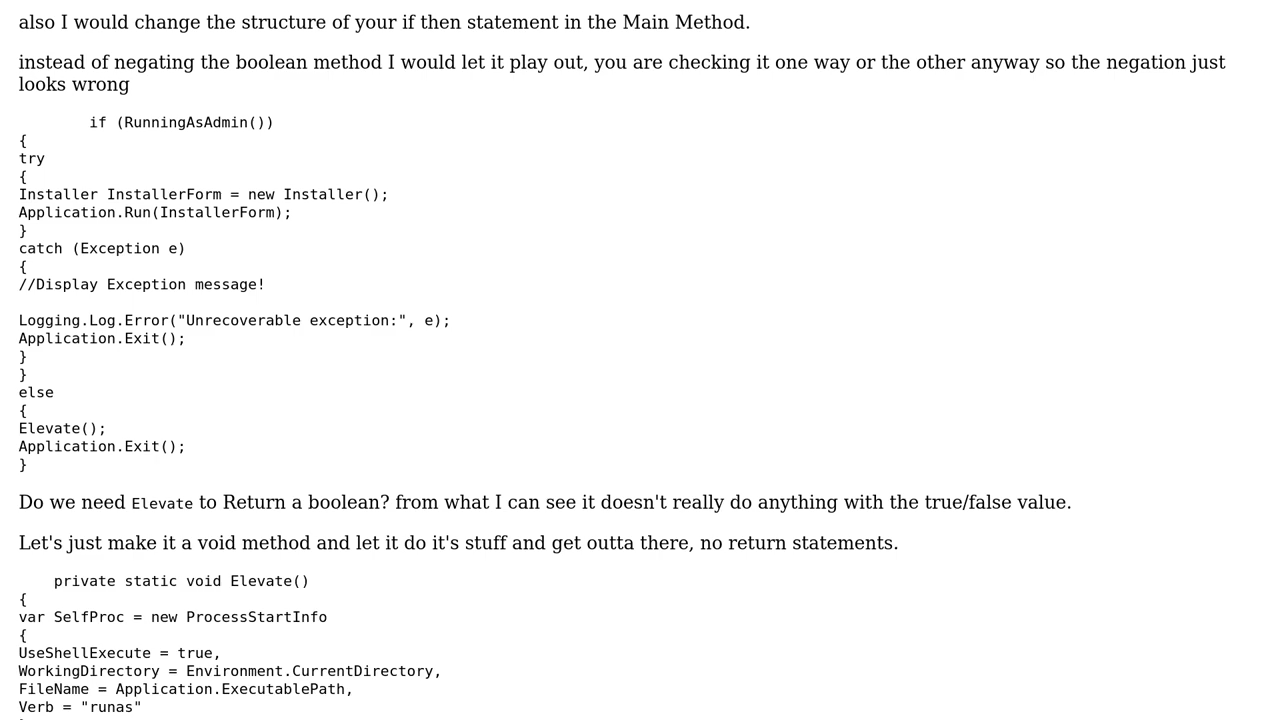 also I would change the structure of your if then statement in the Main Method.
instead of negating the boolean method I would let it play out, you are checking it one way or the other anyway so the negation just
looks wrong
if (RunningAsAdmin())
{
try
{
Installer InstallerForm = new Installer();
Application.Run(InstallerForm);
}
catch (Exception e)
{
//Display Exception message!
Logging.Log.Error("Unrecoverable exception:", e);
Application.Exit();
}
}
else
{
Elevate();
Application.Exit();
}
Do we need Elevate to Return a boolean? from what I can see it doesn't really do anything with the true/false value.
Let's just make it a void method and let it do it's stuff and get outta there, no return statements.
private static void Elevate()
{
var SelfProc = new ProcessStartInfo
{
UseShellExecute = true,
WorkingDirectory = Environment.CurrentDirectory,
FileName = Application.ExecutablePath,
Verb = "runas"